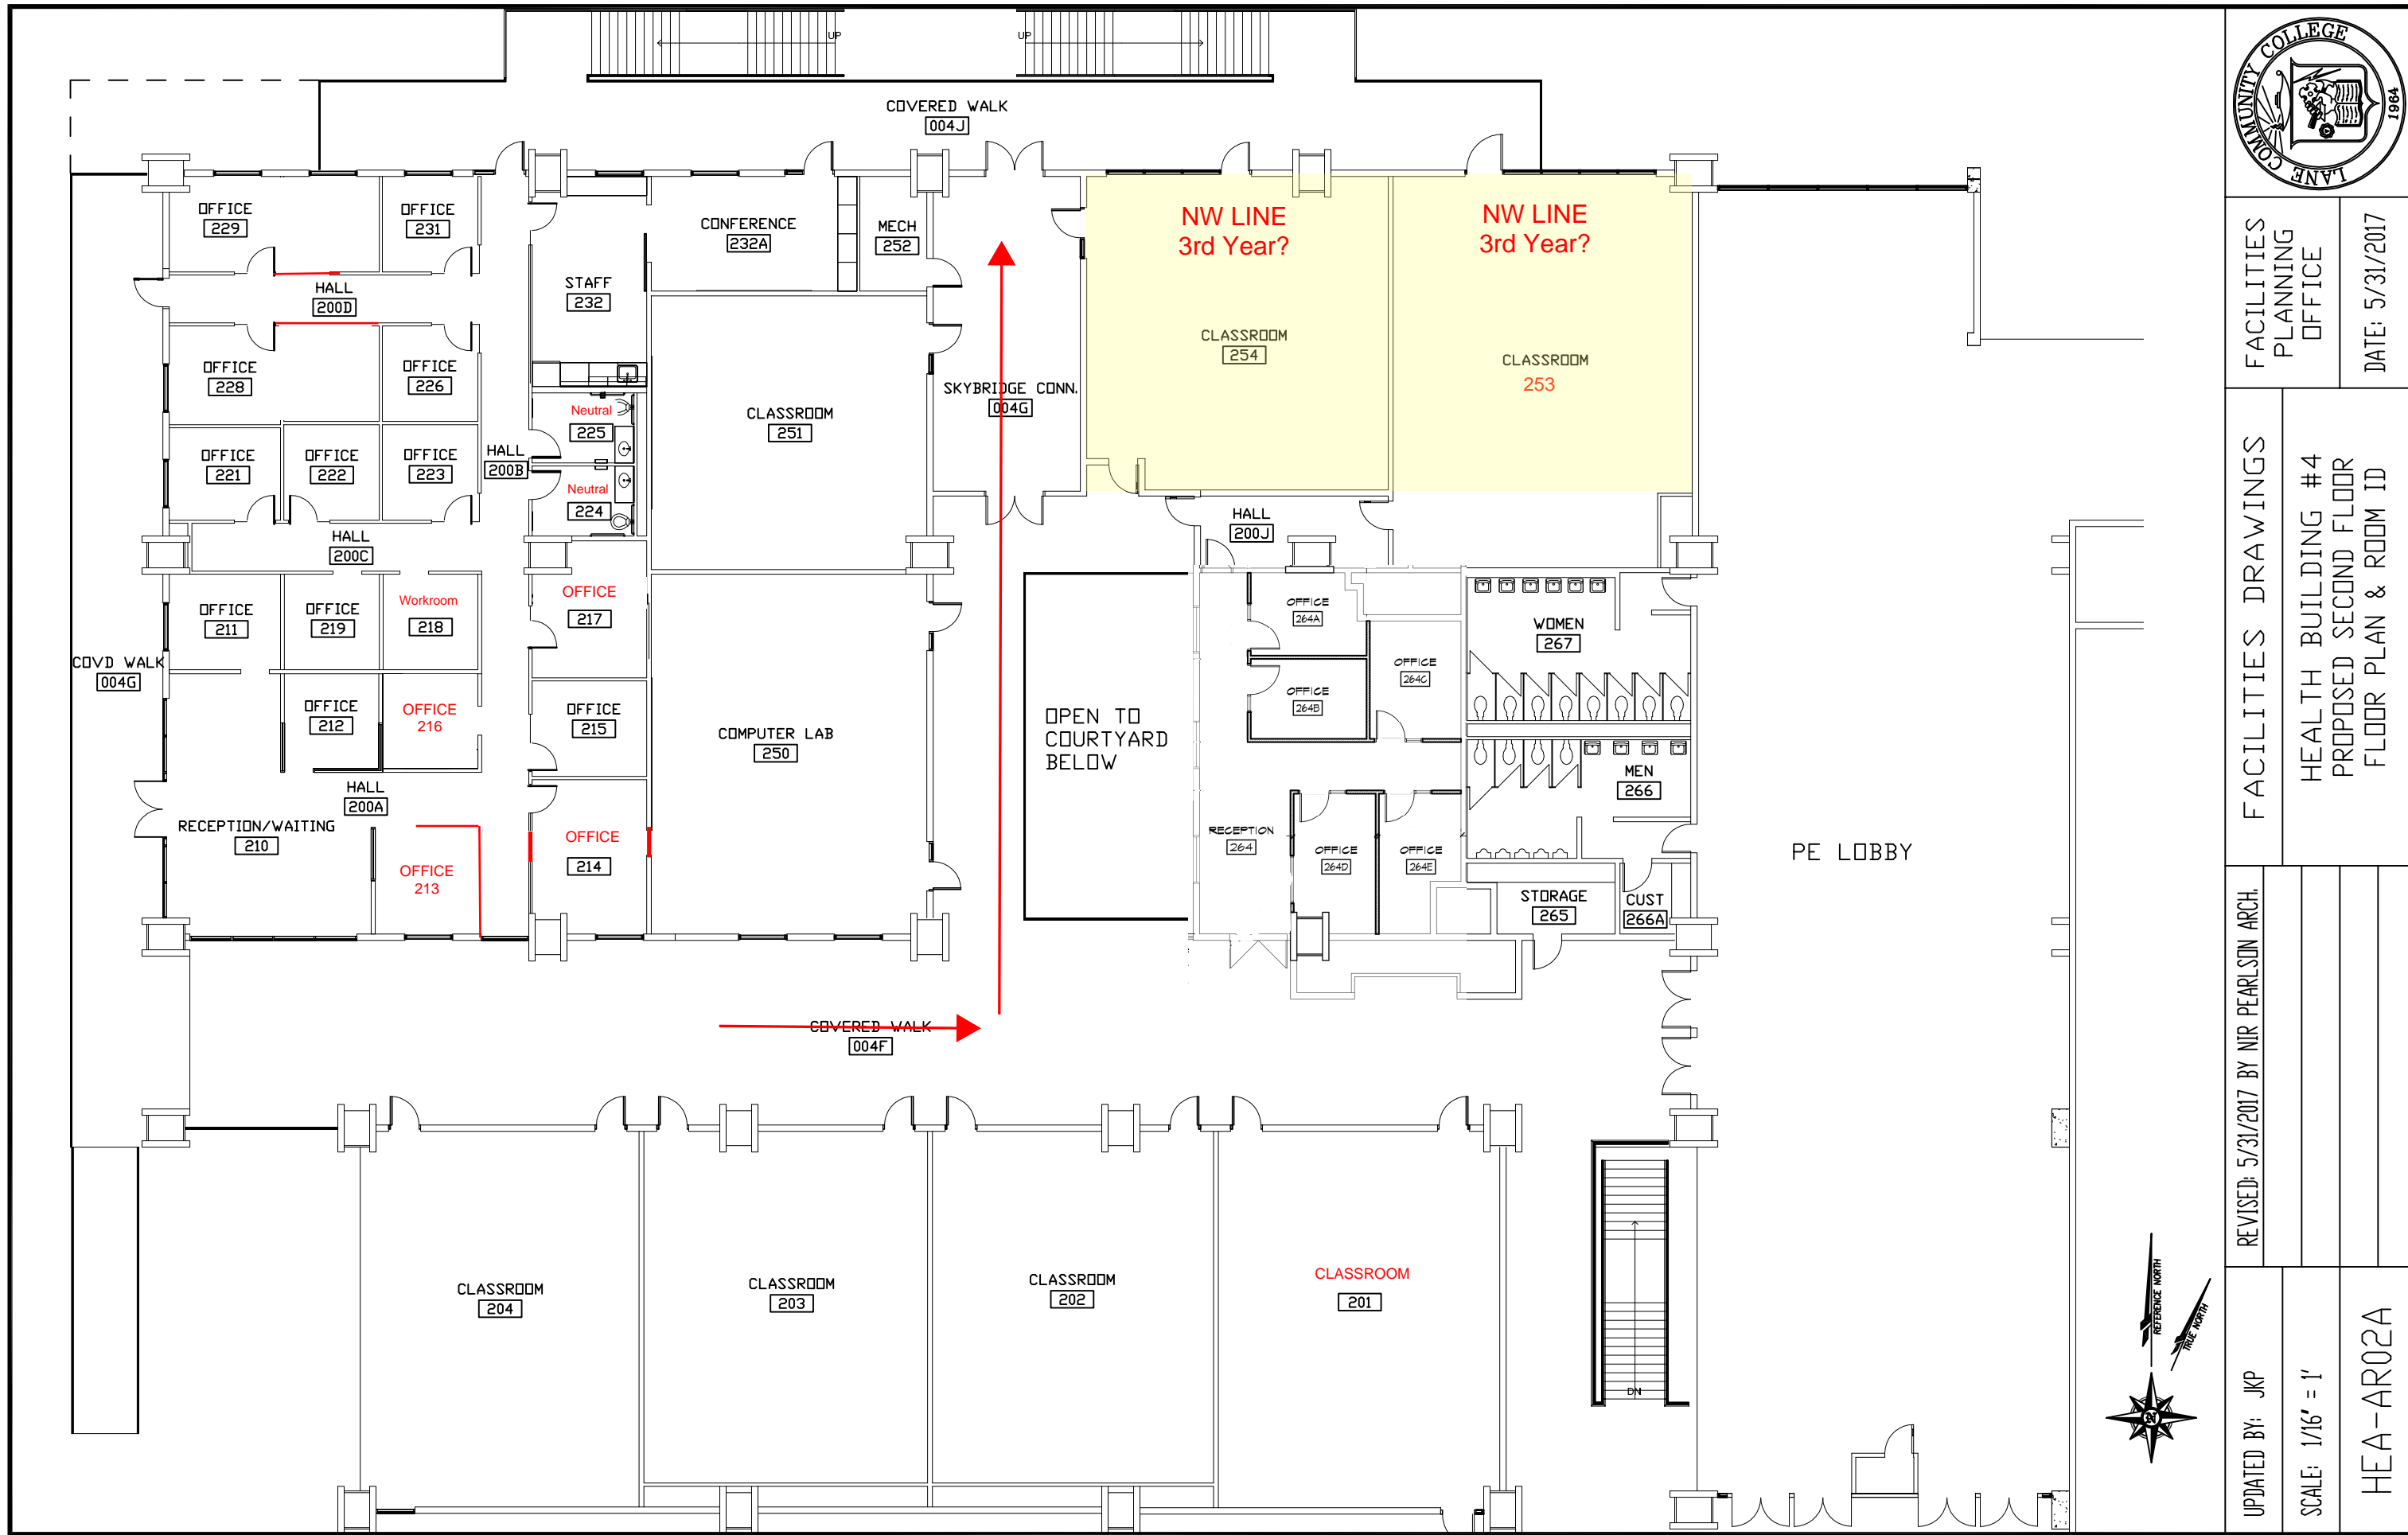 UP
UP
COVERED WALK
004J
OFFICE
229
OFFICE
231
CONFERENCE
232A
MECH
252
NW LINE
3rd Year?
NW LINE
3rd Year?
HALL
200D
STAFF
232
CLASSROOM
254
CLASSROOM
253
OFFICE
228
OFFICE
226
SKYBRIDGE CONN.
004G
Neutral
225
CLASSROOM
251
OFFICE
221
OFFICE
222
OFFICE
223
HALL
200B
Neutral
224
HALL
200C
HALL
200J
OFFICE
211
OFFICE
219
Workroom
218
OFFICE
217
OFFICE
264A
WOMEN
267
COVD WALK
004G
OFFICE
212
OFFICE
216
OFFICE
215
COMPUTER LAB
250
OPEN TO
COURTYARD
BELOW
OFFICE
264B
OFFICE
264C
MEN
266
HALL
200A
RECEPTION/WAITING
210
OFFICE
213
OFFICE
214
RECEPTION
264
OFFICE
264D
OFFICE
264E
PE LOBBY
STORAGE
265
CUST
266A
COVERED WALK
004F
CLASSROOM
204
CLASSROOM
203
CLASSROOM
202
CLASSROOM
201
DN
REFERENCE NORTH
TRUE NORTH
N
LANE COMMUNITY COLLEGE
1964
FACILITIES
PLANNING
OFFICE
DATE: 5/31/2017
FACILITIES DRAWINGS
HEALTH BUILDING #4
PROPOSED SECOND FLOOR
FLOOR PLAN & ROOM ID
REVISED: 5/31/2017 BY NIR PEARLSON ARCH.
UPDATED BY: JKP
SCALE: 1/16" = 1'
HEA-AR02A